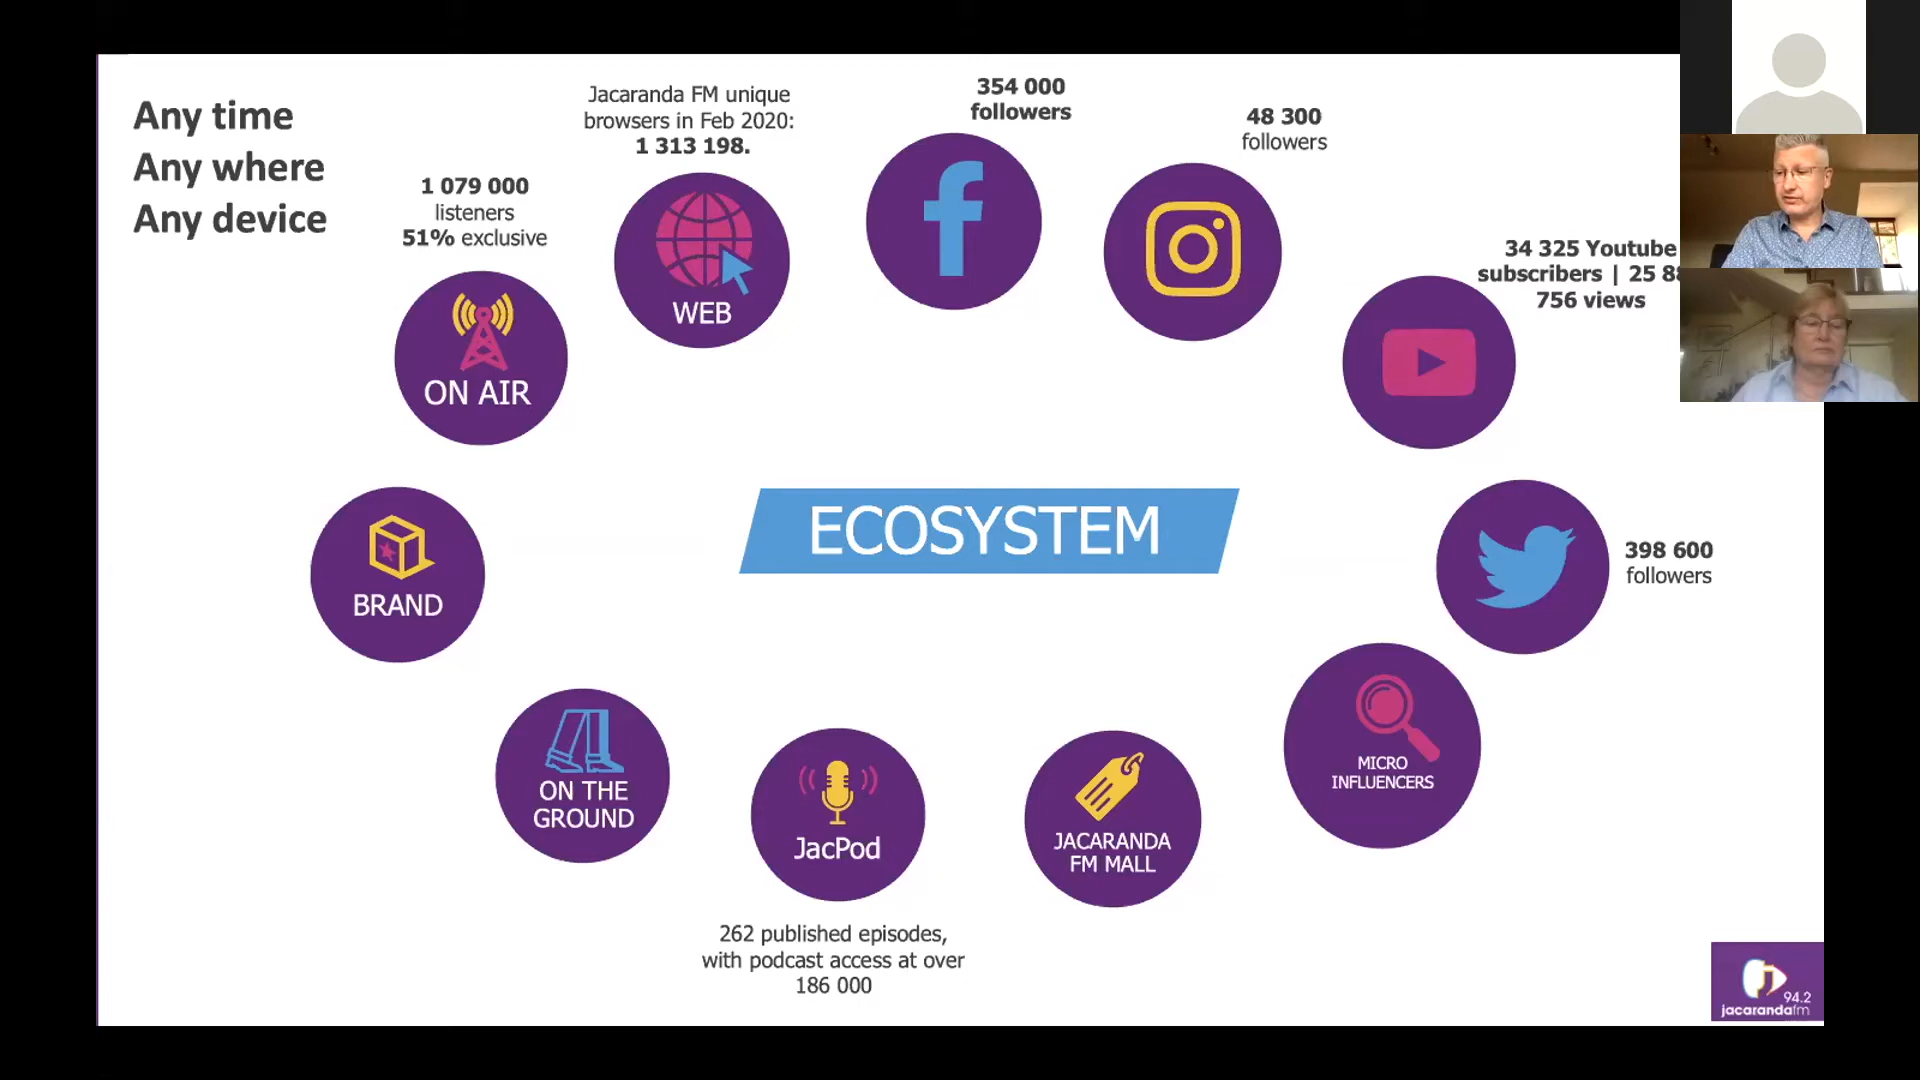 Any time
Any where
Any device
1 079 000
listeners
51% exclusive
ON AIR
Jacaranda FM unique
browsers in Feb 2020:
1 313 198.
WEB
354 000
followers
48 300
followers
34 325 Youtube
subscribers | 25
756 views
398 600
followers
ECOSYSTEM
BRAND
ON THE
GROUND
JacPod
262 published episodes,
with podcast access at over
186 000
JACARANDA
FM MALL
MICRO
INFLUENCERS
94.2
jacarandafm